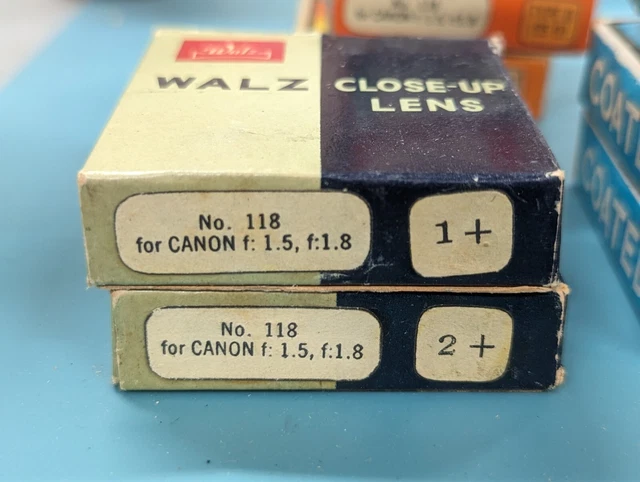 Walz
WALZ CLOSE-UP
LENS
No. 118
for CANON f: 1.5, f:1.8
1+
No. 118
for CANON f: 1.5, f:1.8
2+
COATE
COATED